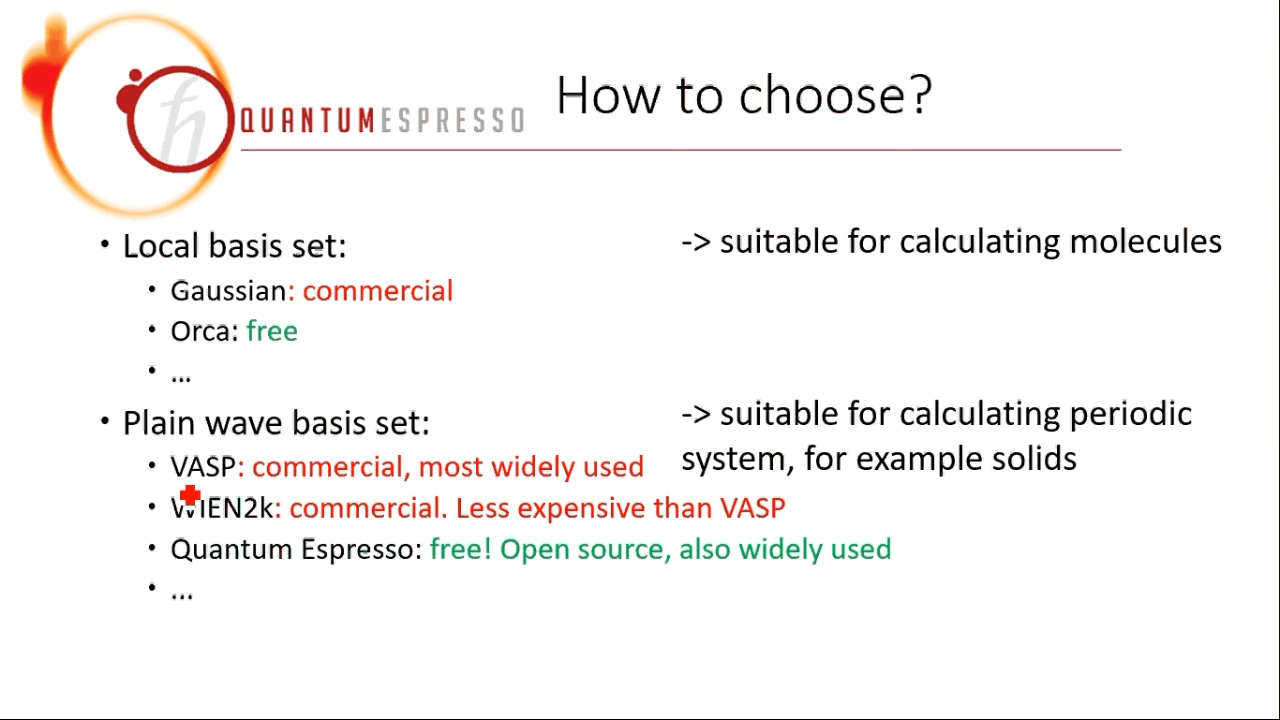 QUANTUMESPRESSO
How to choose?
• Local basis set:
-> suitable for calculating molecules
• Gaussian: commercial
• Orca: free
• ...
• Plain wave basis set:
-> suitable for calculating periodic
system, for example solids
• VASP: commercial, most widely used
• WIEN2k: commercial. Less expensive than VASP
• Quantum Espresso: free! Open source, also widely used
• ...